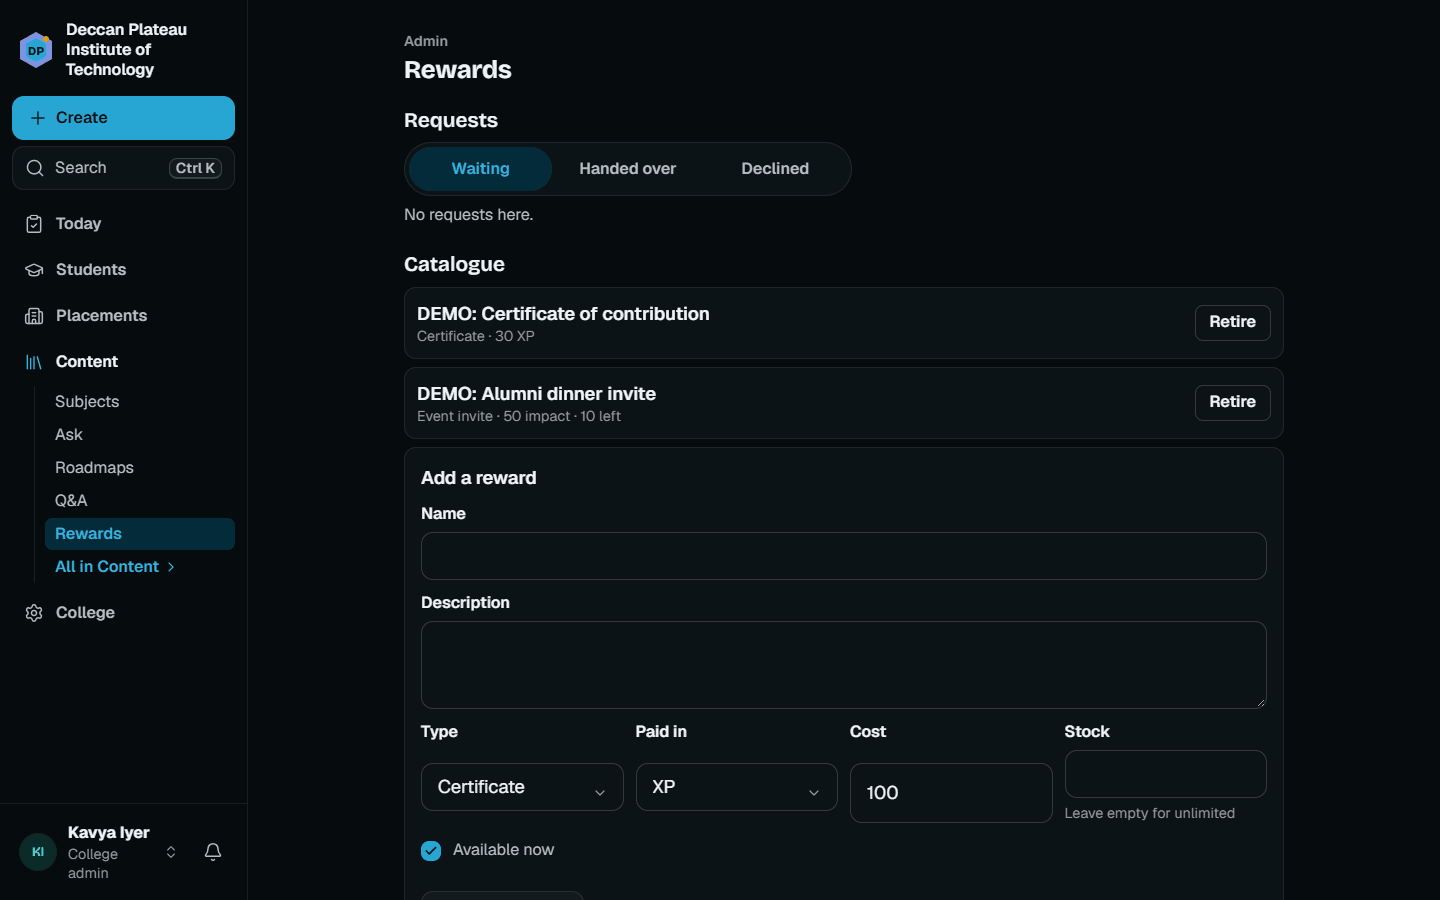 DP
Deccan Plateau
Institute of
Technology
Create
Search
Ctrl K
Today
Students
Placements
Content
Subjects
Ask
Roadmaps
Q&A
Rewards
All in Content
College
KI
Kavya Iyer
College
admin
Admin
Rewards
Requests
Waiting
Handed over
Declined
No requests here.
Catalogue
DEMO: Certificate of contribution
Certificate · 30 XP
Retire
DEMO: Alumni dinner invite
Event invite · 50 impact · 10 left
Retire
Add a reward
Name
Description
Type
Paid in
Cost
Stock
Certificate
XP
100
Leave empty for unlimited
Available now